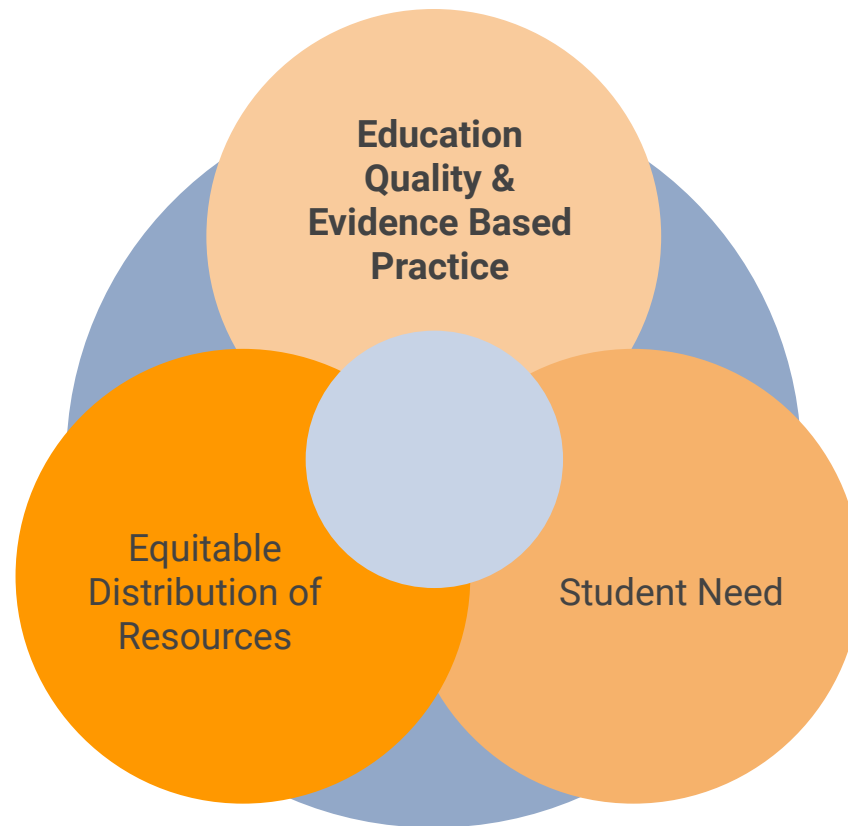 Education
Quality &
Evidence Based
Practice
Equitable
Distribution of
Resources
Student Need